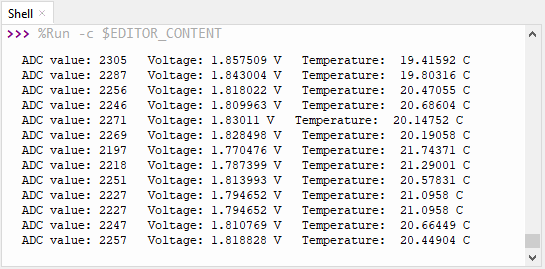 Shell ×
>>> %Run -c $EDITOR_CONTENT
ADC value: 2305 Voltage: 1.857509 V Temperature: 19.41592 C
ADC value: 2287 Voltage: 1.843004 V Temperature: 19.80316 C
ADC value: 2256 Voltage: 1.818022 V Temperature: 20.47055 C
ADC value: 2246 Voltage: 1.809963 V Temperature: 20.68604 C
ADC value: 2271 Voltage: 1.83011 V Temperature: 20.14752 C
ADC value: 2269 Voltage: 1.828498 V Temperature: 20.19058 C
ADC value: 2197 Voltage: 1.770476 V Temperature: 21.74371 C
ADC value: 2218 Voltage: 1.787399 V Temperature: 21.29001 C
ADC value: 2251 Voltage: 1.813993 V Temperature: 20.57831 C
ADC value: 2227 Voltage: 1.794652 V Temperature: 21.0958 C
ADC value: 2227 Voltage: 1.794652 V Temperature: 21.0958 C
ADC value: 2247 Voltage: 1.810769 V Temperature: 20.66449 C
ADC value: 2257 Voltage: 1.818828 V Temperature: 20.44904 C